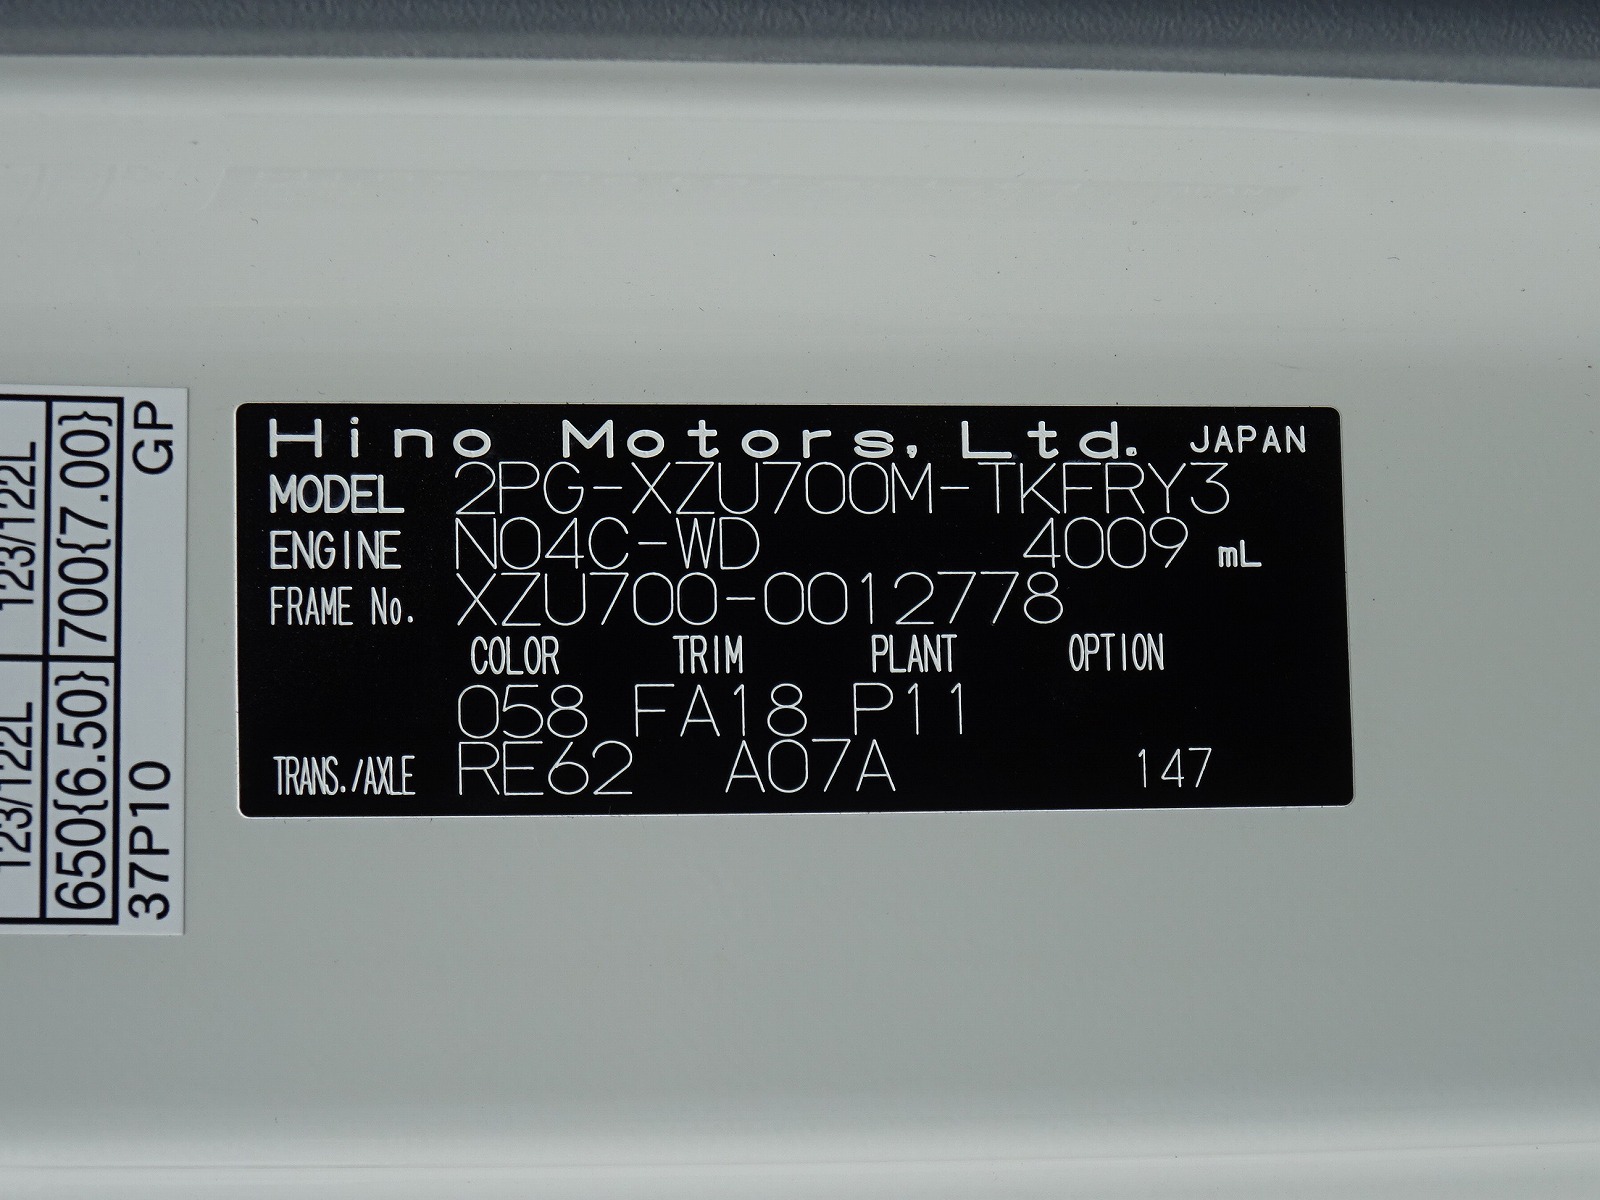 Hino Motors, Ltd. JAPAN
MODEL 2PG-XZU700M-TKFRY3
ENGINE N04C-WD 4009 mL
FRAME No. XZU700-0012778
COLOR TRIM PLANT OPTION
058 FA18 P11
TRANS./AXLE RE62 A07A 147
123/122L 123/122L
650{6.50} 700{7.00}
37P10 GP